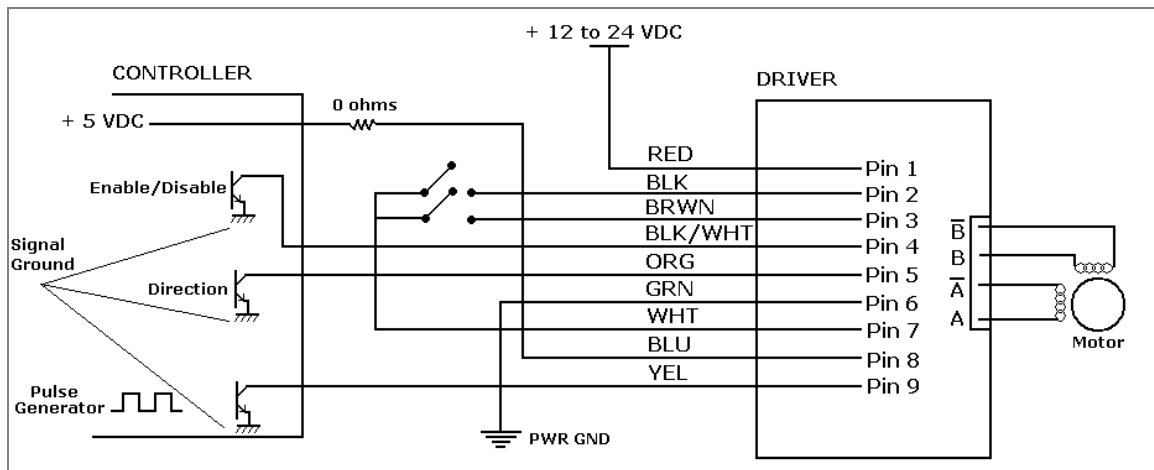 + 12 to 24 VDC
CONTROLLER
DRIVER
0 ohms
+ 5 VDC
RED
Pin 1
Enable/Disable
BLK
Pin 2
BRWN
Pin 3
BLK/WHT
Pin 4
B̅
Signal
Ground
B
ORG
Pin 5
Direction
A̅
GRN
Pin 6
A
WHT
Pin 7
Motor
BLU
Pin 8
YEL
Pin 9
Pulse
Generator
PWR GND